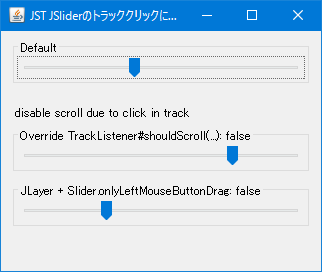 JST JSliderのトラッククリックに...
Default
disable scroll due to click in track
Override TrackListener#shouldScroll(...): false
JLayer + Slider.onlyLeftMouseButtonDrag: false